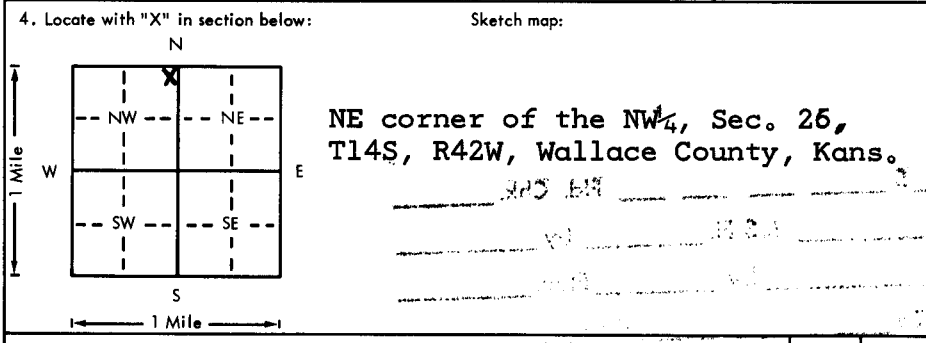 4. Locate with "X" in section below:
Sketch map:
N
X
NW
NE
W
E
1 Mile
SW
SE
S
1 Mile
NE corner of the NW¼, Sec. 26,
T14S, R42W, Wallace County, Kans.